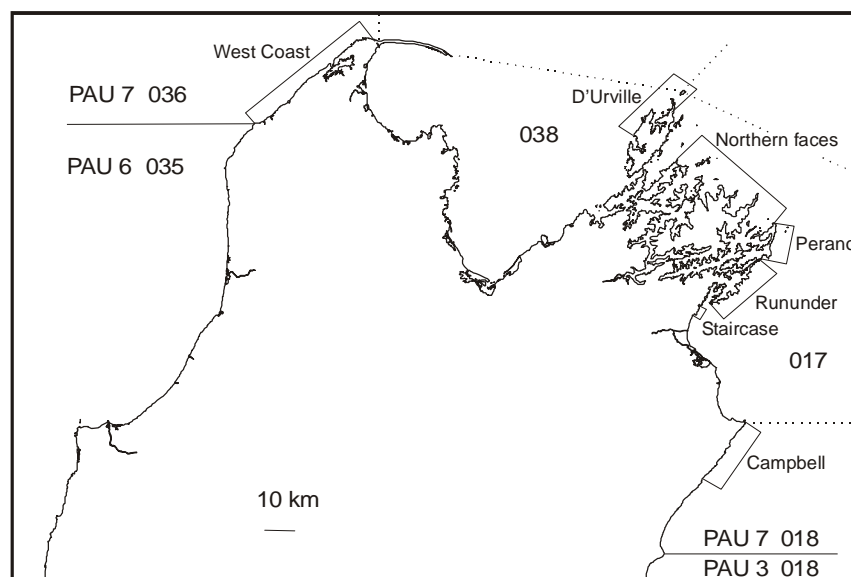 West Coast
PAU 7 036
D'Urville
038
Northern faces
PAU 6 035
Perano
Rununder
Staircase
017
Campbell
10 km
PAU 7 018
PAU 3 018